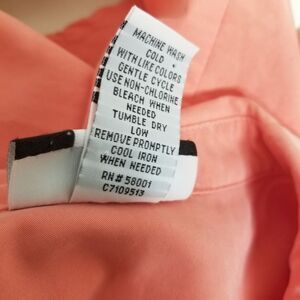 MACHINE WASH
COLD
WITH LIKE COLORS
GENTLE CYCLE
USE NON-CHLORINE
BLEACH WHEN
NEEDED
TUMBLE DRY
LOW
REMOVE PROMPTLY
COOL IRON
WHEN NEEDED
RN# 58001
C7109513